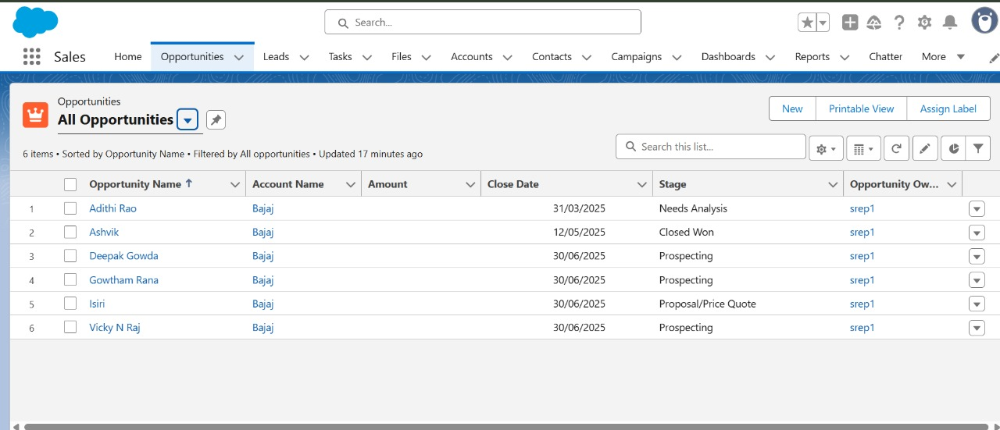 Search...
Sales Home Opportunities Leads Tasks Files Accounts Contacts Campaigns Dashboards Reports Chatter More
Opportunities
All Opportunities
New Printable View Assign Label
6 items • Sorted by Opportunity Name • Filtered by All opportunities • Updated 17 minutes ago
Search this list...
Opportunity Name Account Name Amount Close Date Stage Opportunity Ow...
1 Adithi Rao Bajaj 31/03/2025 Needs Analysis srep1
2 Ashvik Bajaj 12/05/2025 Closed Won srep1
3 Deepak Gowda Bajaj 30/06/2025 Prospecting srep1
4 Gowtham Rana Bajaj 30/06/2025 Prospecting srep1
5 Isiri Bajaj 30/06/2025 Proposal/Price Quote srep1
6 Vicky N Raj Bajaj 30/06/2025 Prospecting srep1